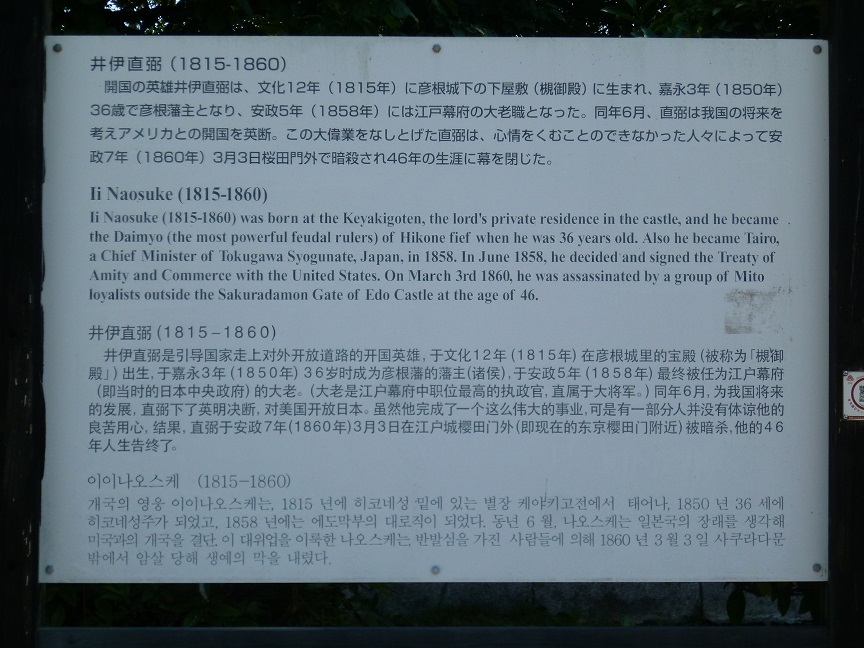 井伊直弼(1815-1860)
開国の英雄井伊直弼は、文化12年(1815年)に彦根城下の下屋敷(槻御殿)に生まれ、嘉永3年(1850年)
36歳で彦根藩主となり、安政5年(1858年)には江戸幕府の大老職となった。同年6月、直弼は我国の将来を
考えアメリカとの開国を英断。この大偉業をなしとげた直弼は、心情をくむことのできなかった人々によって安
政7年(1860年)3月3日桜田門外で暗殺され46年の生涯に幕を閉じた。
Ii Naosuke (1815-1860)
Ii Naosuke (1815-1860) was born at the Keyakigoten, the lord's private residence in the castle, and he became
the Daimyo (the most powerful feudal rulers) of Hikone fief when he was 36 years old. Also he became Tairo,
a Chief Minister of Tokugawa Syogunate, Japan, in 1858. In June 1858, he decided and signed the Treaty of
Amity and Commerce with the United States. On March 3rd 1860, he was assassinated by a group of Mito
loyalists outside the Sakuradamon Gate of Edo Castle at the age of 46.
井伊直弼(1815-1860)
井伊直弼是引导国家走上对外开放道路的开国英雄,于文化12年(1815年)在彦根城里的宝殿(被称为「槻御
殿」)出生,于嘉永3年(1850年)36岁时成为彦根藩的藩主(诸侯),于安政5年(1858年)最终被任为江户幕府
(即当时的日本中央政府)的大老。(大老是江户幕府中职位最高的执政官,直属于大将军。)同年6月,为我国将来
的发展,直弼下了英明决断,对美国开放日本。虽然他完成了一个这么伟大的事业,可是有一部分人并没有体谅他的
良苦用心,结果,直弼于安政7年(1860年)3月3日在江户城樱田门外(即现在的东京樱田门附近)被暗杀,他的46
年人生告终了。
이이나오스케 (1815-1860)
개국의 영웅 이이나오스케는, 1815 년에 히코네성 밑에 있는 별장 케야키고전에서 태어나, 1850 년 36 세에
히코네성주가 되었고, 1858 년에는 에도막부의 대로직이 되었다. 동년 6 월, 나오스케는 일본국의 장래를 생각해
미국과의 개국을 결단. 이 대위업을 이룩한 나오스케는, 반발심을 가진 사람들에 의해 1860 년 3 월 3 일 사쿠라다문
밖에서 암살 당해 생에의 막을 내렸다.